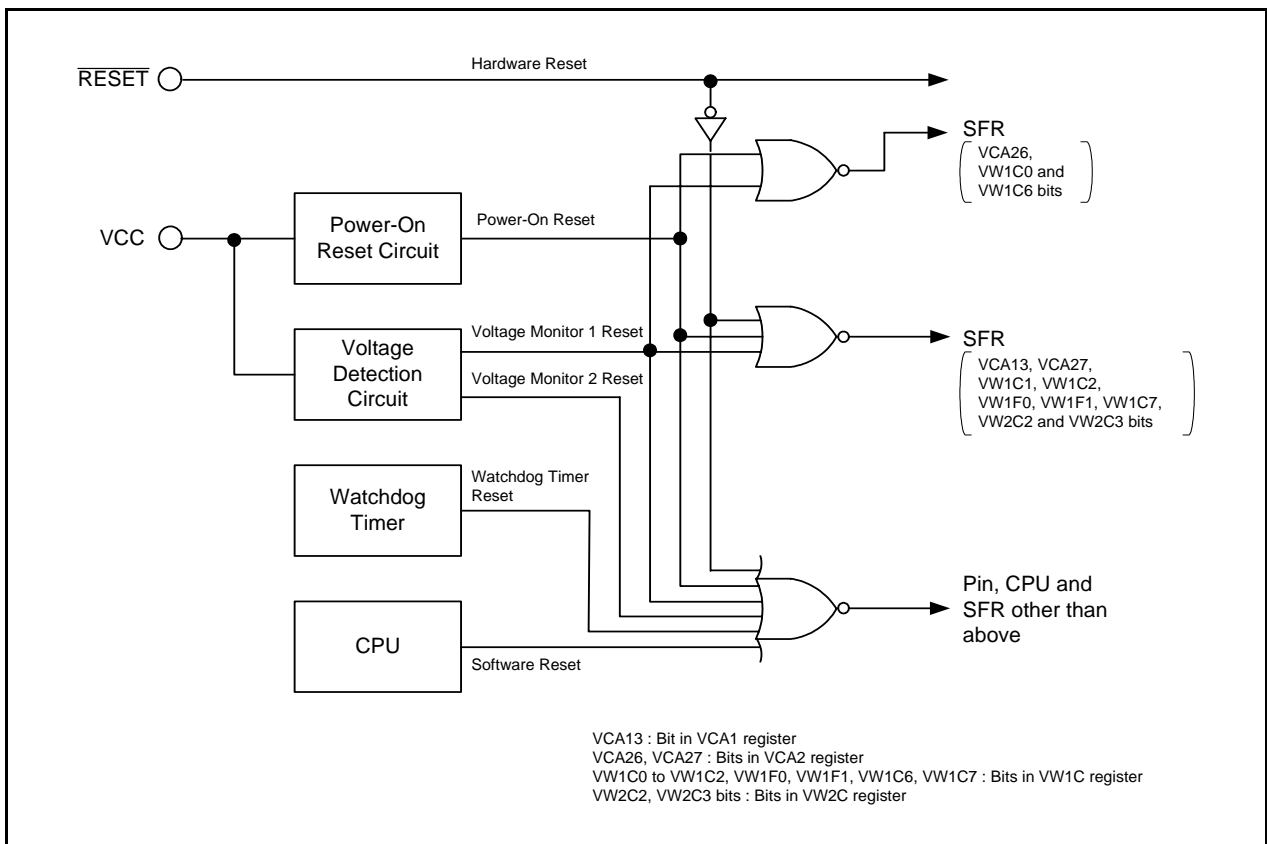 Hardware Reset
RESET
SFR
VCA26,
VW1C0 and
VW1C6 bits
VCC
Power-On
Reset Circuit
Power-On Reset
Voltage
Detection
Circuit
Voltage Monitor 1 Reset
Voltage Monitor 2 Reset
SFR
VCA13, VCA27,
VW1C1, VW1C2,
VW1F0, VW1F1, VW1C7,
VW2C2 and VW2C3 bits
Watchdog
Timer
Watchdog Timer
Reset
CPU
Software Reset
Pin, CPU and
SFR other than
above
VCA13 : Bit in VCA1 register
VCA26, VCA27 : Bits in VCA2 register
VW1C0 to VW1C2, VW1F0, VW1F1, VW1C6, VW1C7 : Bits in VW1C register
VW2C2, VW2C3 bits : Bits in VW2C register